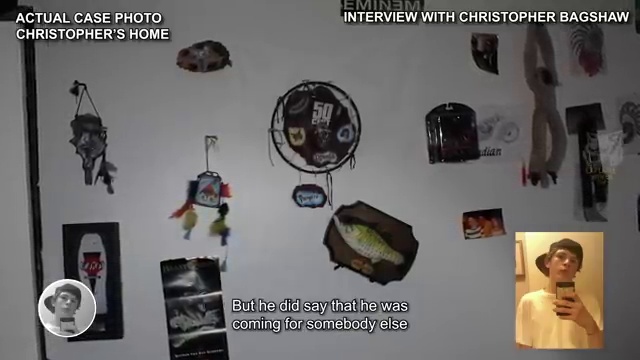 ACTUAL CASE PHOTO
CHRISTOPHER'S HOME
INTERVIEW WITH CHRISTOPHER BAGSHAW
EMINEM
50
Indian
But he did say that he was
coming for somebody else